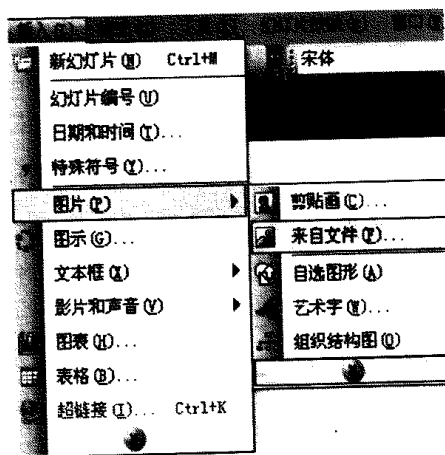 插入(I)
宋体
新幻灯片(N) Ctrl+M
幻灯片编号(U)
日期和时间(T)...
特殊符号(Y)...
图片(P)
图示(G)...
文本框(X)
影片和声音(V)
图表(H)...
表格(B)...
超链接(I)... Ctrl+K
剪贴画(C)...
来自文件(F)...
自选图形(A)
艺术字(W)...
组织结构图(O)